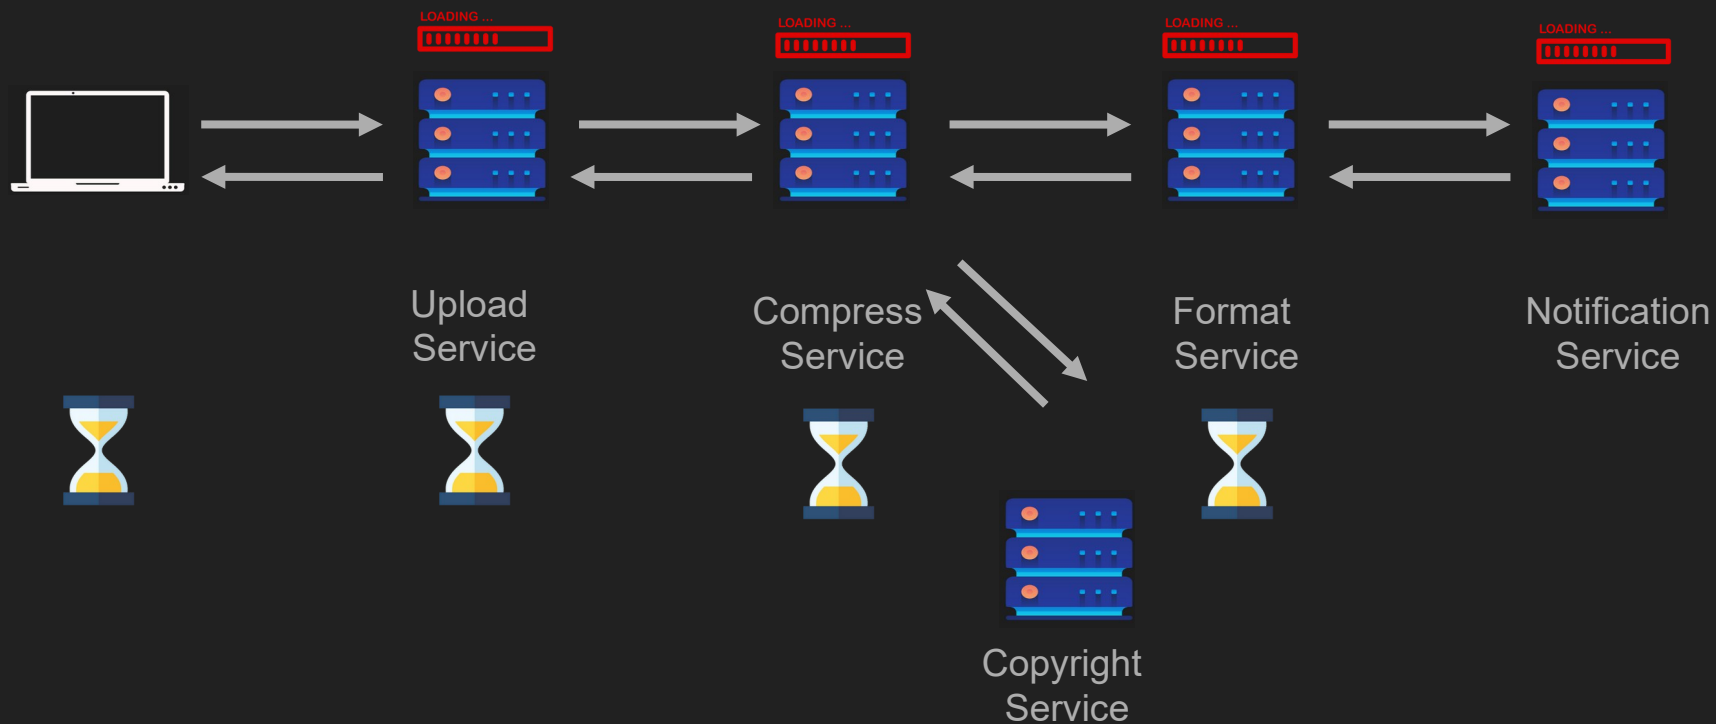 LOADING ...
LOADING ...
LOADING ...
LOADING ...
Upload
Service
Compress
Service
Format
Service
Notification
Service
Copyright
Service